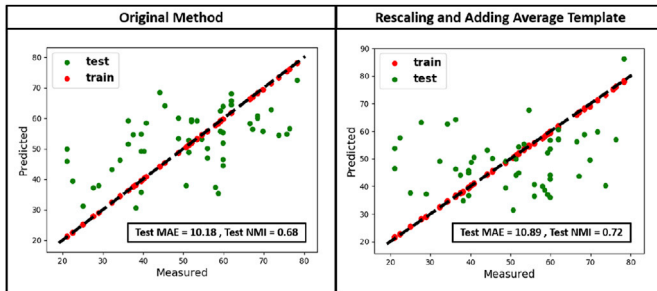 Original Method
Rescaling and Adding Average Template
test
train
80
70
60
50
40
30
20
Predicted
Test MAE = 10.18 , Test NMI = 0.68
20
30
40
50
60
70
80
Measured
train
test
90
80
70
60
50
40
30
20
Predicted
Test MAE = 10.89 , Test NMI = 0.72
20
30
40
50
60
70
80
Measured